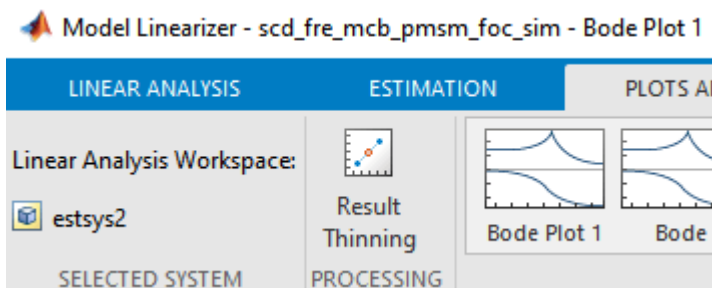 Model Linearizer - scd_fre_mcb_pmsm_foc_sim - Bode Plot 1
LINEAR ANALYSIS
ESTIMATION
PLOTS
Linear Analysis Workspace:
estsys2
Result
Thinning
Bode Plot 1
Bode
SELECTED SYSTEM
PROCESSING